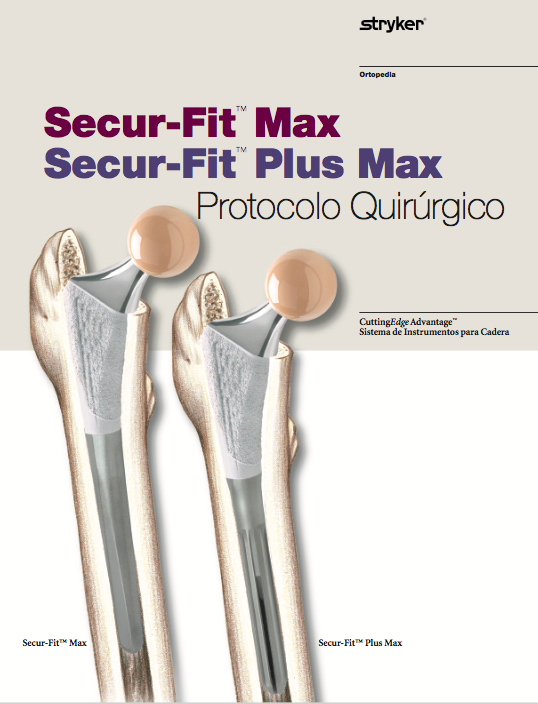 stryker®
Ortopedia
Secur-Fit™ Max
Secur-Fit™ Plus Max
Protocolo Quirúrgico
CuttingEdge Advantage™
Sistema de Instrumentos para Cadera
Secur-Fit™ Max
Secur-Fit™ Plus Max